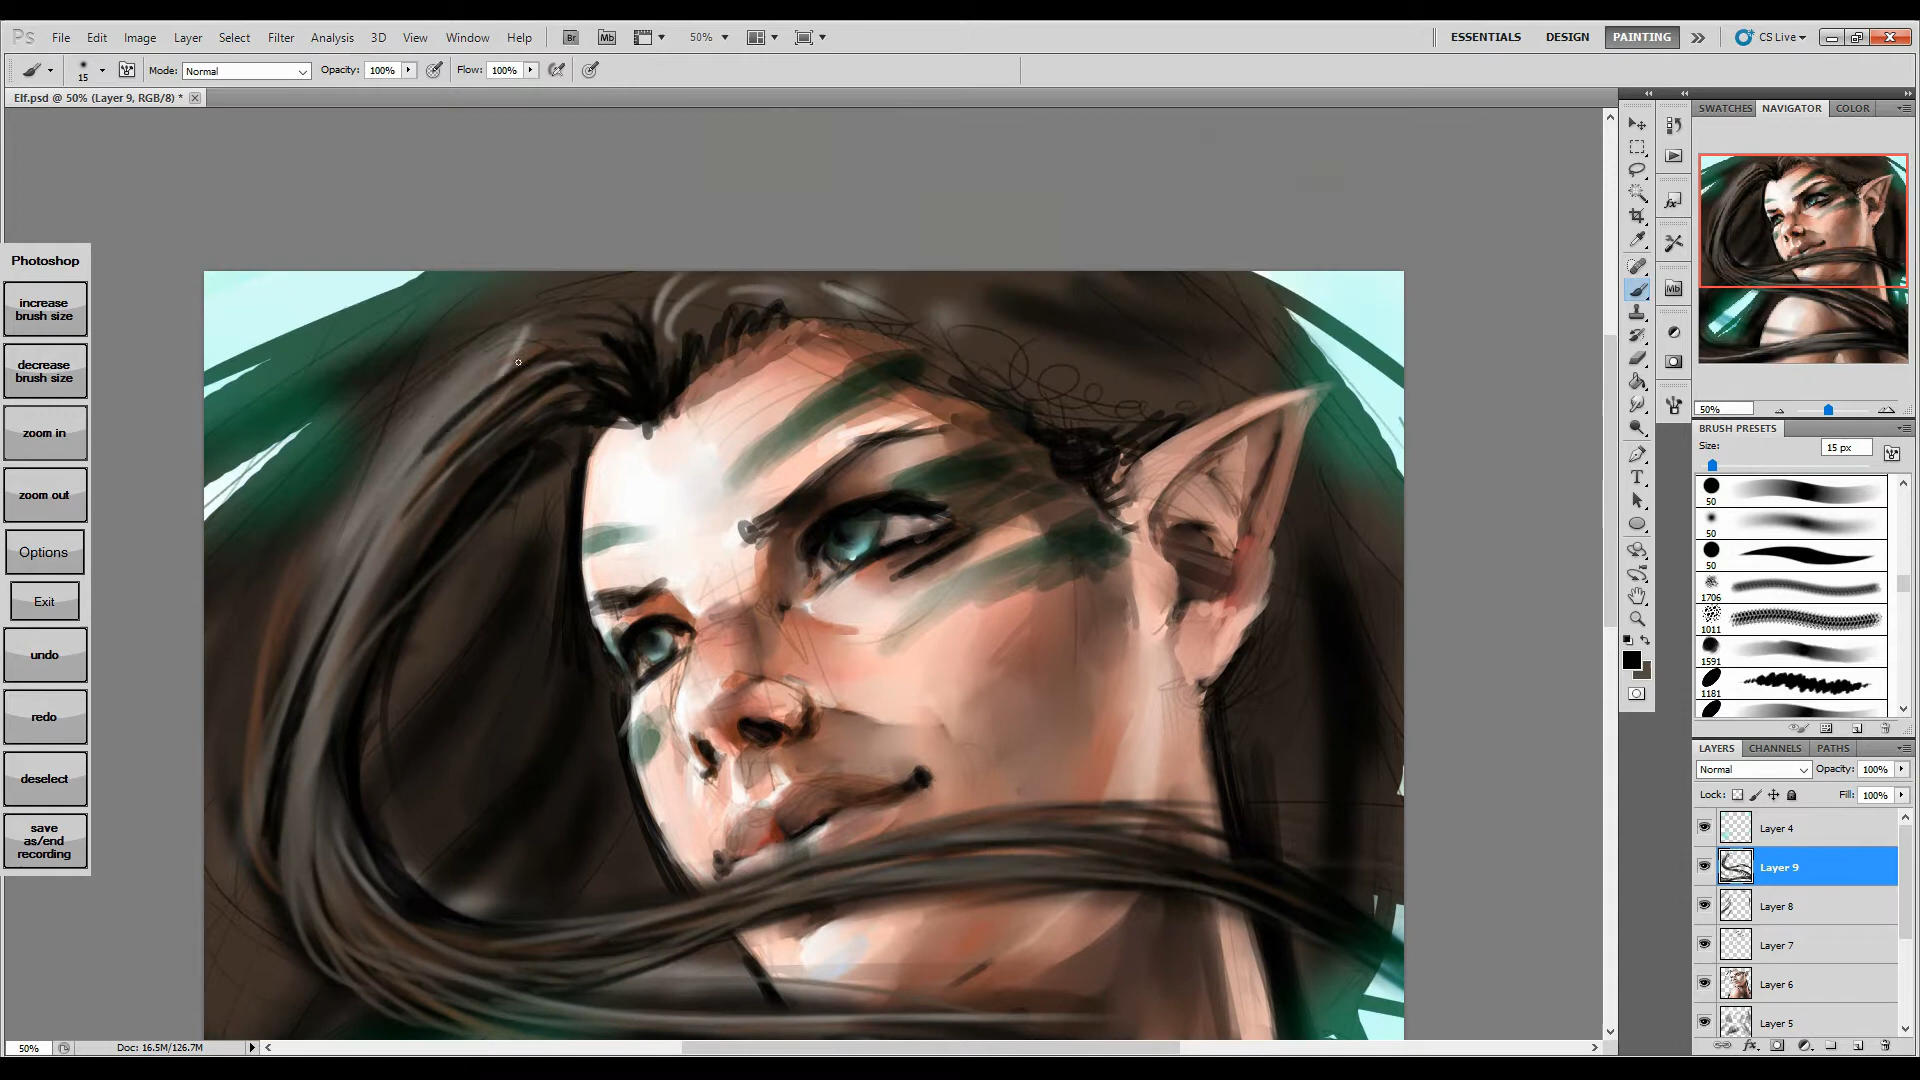 Ps File Edit Image Layer Select Filter Analysis 3D View Window Help Br Mb 50% ESSENTIALS DESIGN PAINTING CS Live
15 Mode: Normal Opacity: 100% Flow: 100%
Elf.psd @ 50% (Layer 9, RGB/8) *
SWATCHES NAVIGATOR COLOR
Photoshop
increase
brush size
decrease
brush size
zoom in
zoom out
Options
Exit
undo
redo
deselect
save
as/end
recording
Mb
50%
BRUSH PRESETS
Size: 15 px
50
50
50
1706
1011
1591
1181
LAYERS CHANNELS PATHS
Normal Opacity: 100%
Lock: Fill: 100%
Layer 4
Layer 9
Layer 8
Layer 7
Layer 6
Layer 5
50% Doc: 16.5M/126.7M